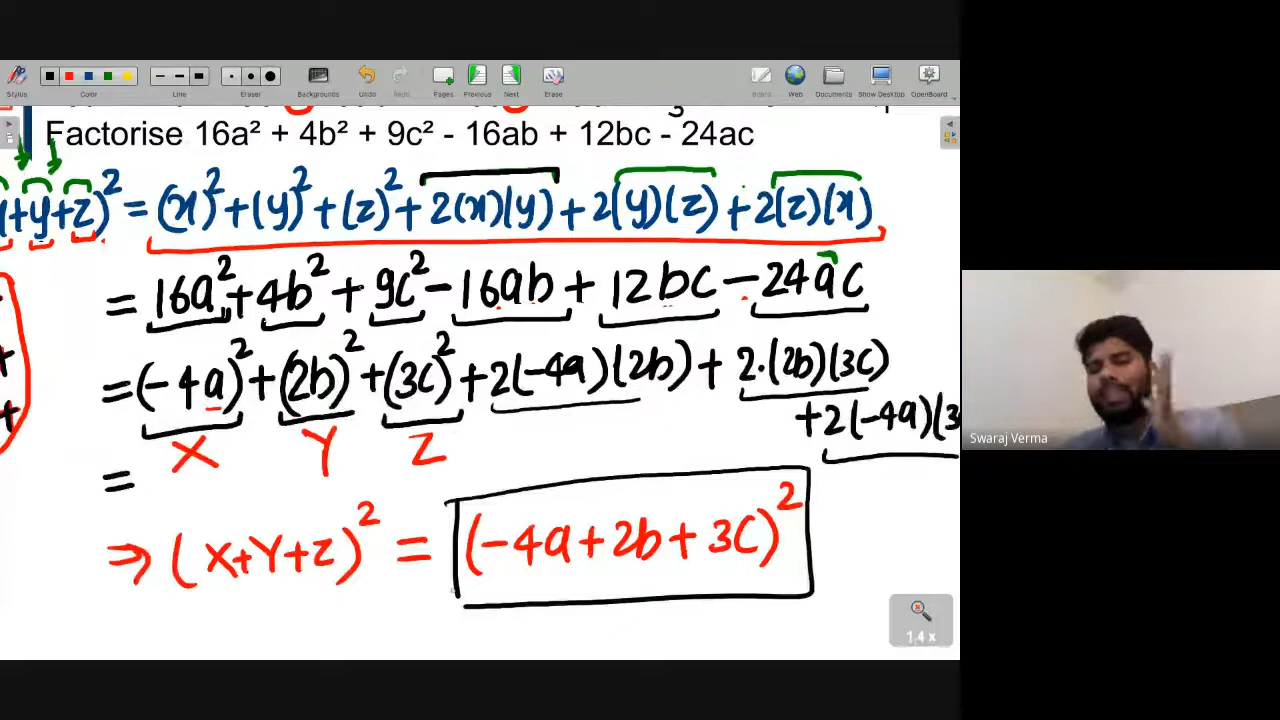 Stylus Color Line Eraser Backgrounds Undo Redo Pages Previous Next Erase Board Web Documents Show Desktop OpenBoard
Factorise 16a² + 4b² + 9c² - 16ab + 12bc - 24ac
+y+z)² = (x)² + (y)² + (z)² + 2(x)(y) + 2(y)(z) + 2(z)(x)
= 16a² + 4b² + 9c² - 16ab + 12bc - 24ac
= (-4a)² + (2b)² + (3c)² + 2(-4a)(2b) + 2·(2b)(3c)
+2(-4a)(3
X Y Z
=
⇒ (X+Y+Z)² = (-4a+2b+3c)²
Swaraj Verma
1.4 x